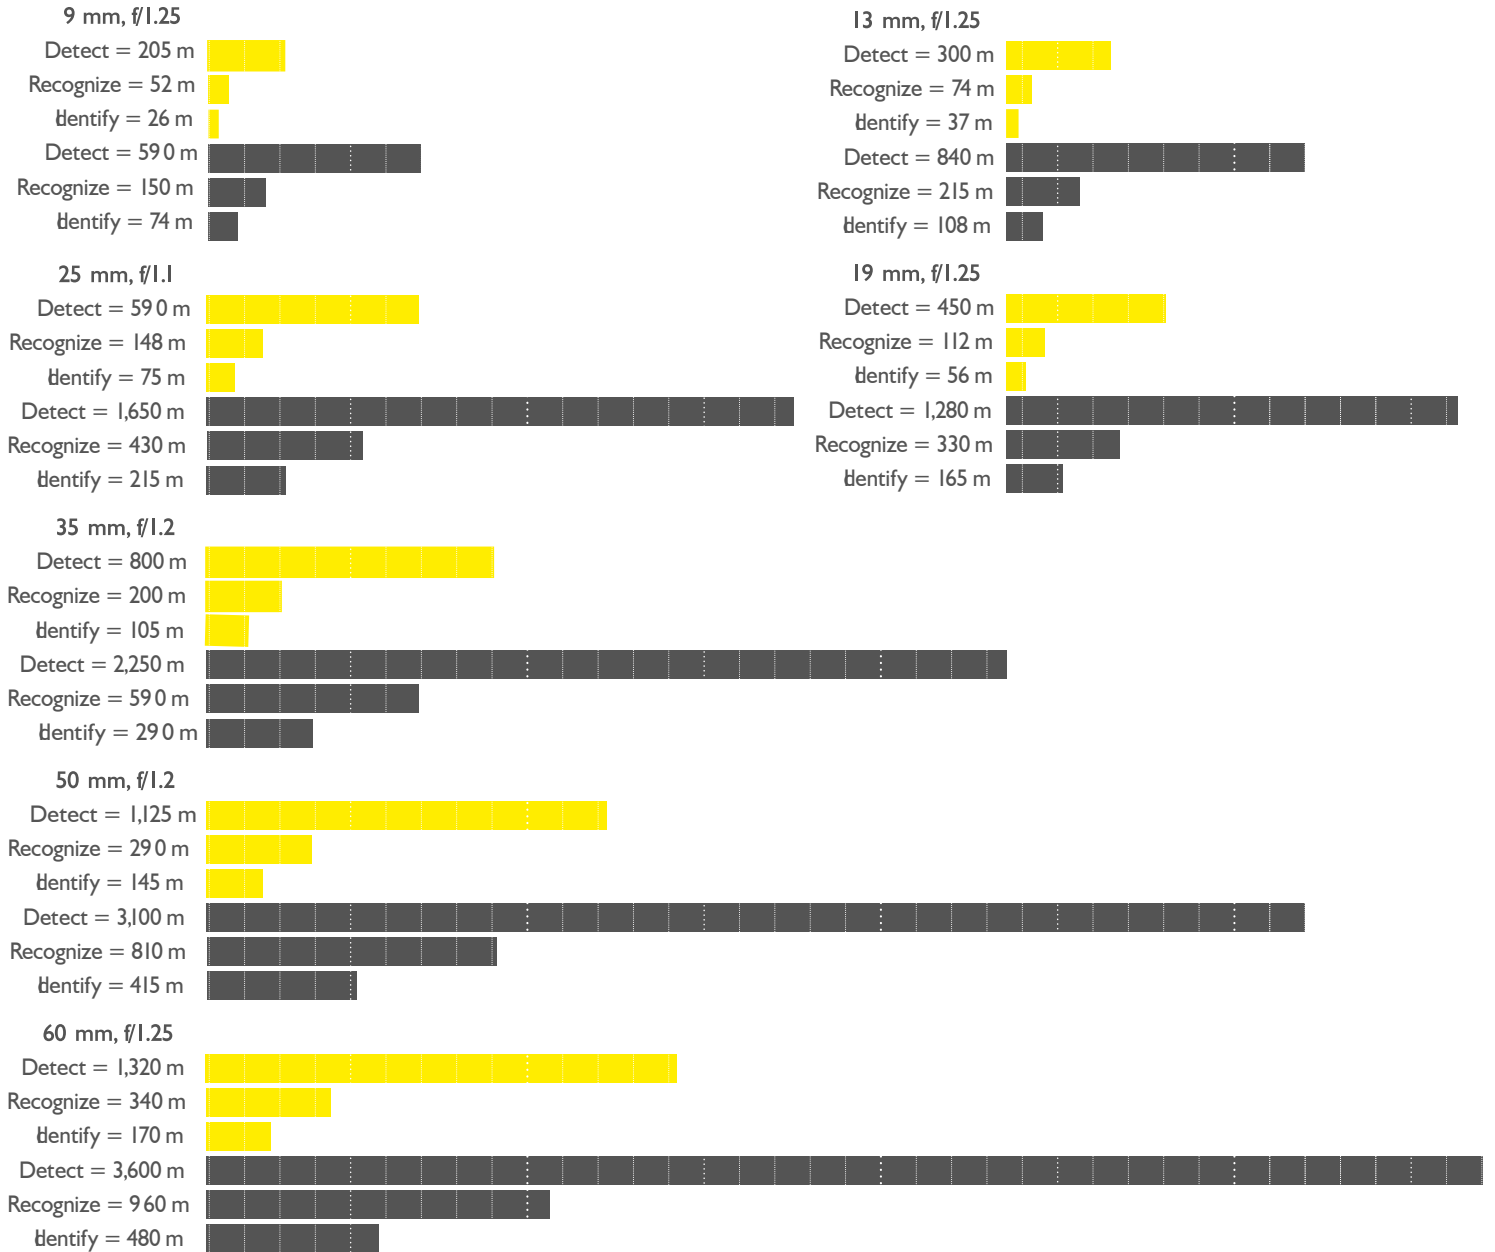 9 mm, f/1.25
Detect = 205 m
Recognize = 52 m
Identify = 26 m
Detect = 590 m
Recognize = 150 m
Identify = 74 m
13 mm, f/1.25
Detect = 300 m
Recognize = 74 m
Identify = 37 m
Detect = 840 m
Recognize = 215 m
Identify = 108 m
25 mm, f/1.1
Detect = 590 m
Recognize = 148 m
Identify = 75 m
Detect = 1,650 m
Recognize = 430 m
Identify = 215 m
19 mm, f/1.25
Detect = 450 m
Recognize = 112 m
Identify = 56 m
Detect = 1,280 m
Recognize = 330 m
Identify = 165 m
35 mm, f/1.2
Detect = 800 m
Recognize = 200 m
Identify = 105 m
Detect = 2,250 m
Recognize = 590 m
Identify = 290 m
50 mm, f/1.2
Detect = 1,125 m
Recognize = 290 m
Identify = 145 m
Detect = 3,100 m
Recognize = 810 m
Identify = 415 m
60 mm, f/1.25
Detect = 1,320 m
Recognize = 340 m
Identify = 170 m
Detect = 3,600 m
Recognize = 960 m
Identify = 480 m